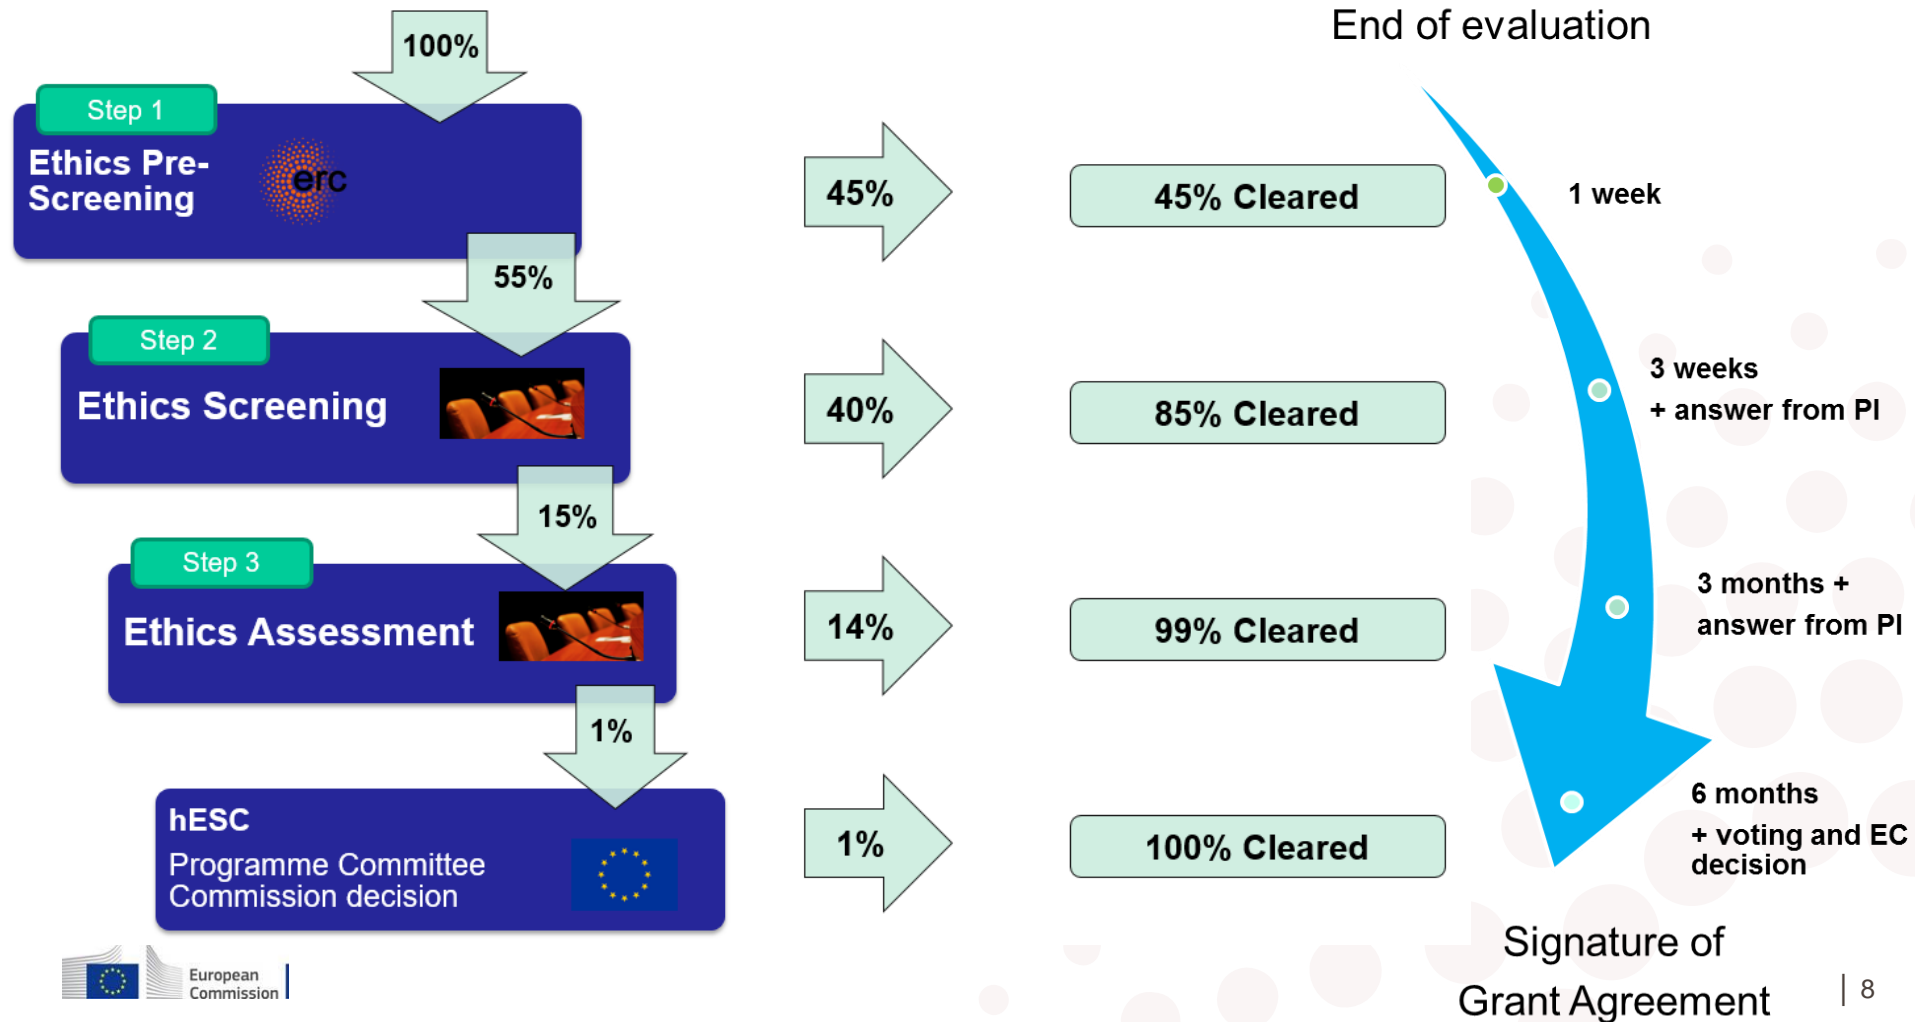 End of evaluation
100%
Step 1
Ethics Pre-
Screening
erc
45%
45% Cleared
1 week
55%
Step 2
Ethics Screening
40%
85% Cleared
3 weeks
+ answer from PI
15%
Step 3
Ethics Assessment
14%
99% Cleared
3 months +
answer from PI
1%
hESC
Programme Committee
Commission decision
1%
100% Cleared
6 months
+ voting and EC
decision
Signature of
Grant Agreement
European
Commission
8